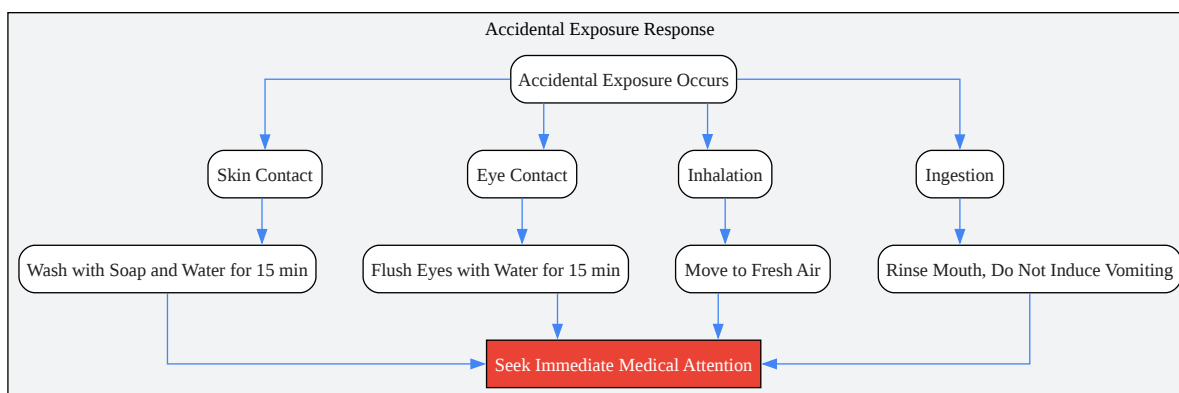 Accidental Exposure Response
Accidental Exposure Occurs
Skin Contact
Eye Contact
Inhalation
Ingestion
Wash with Soap and Water for 15 min
Flush Eyes with Water for 15 min
Move to Fresh Air
Rinse Mouth, Do Not Induce Vomiting
Seek Immediate Medical Attention